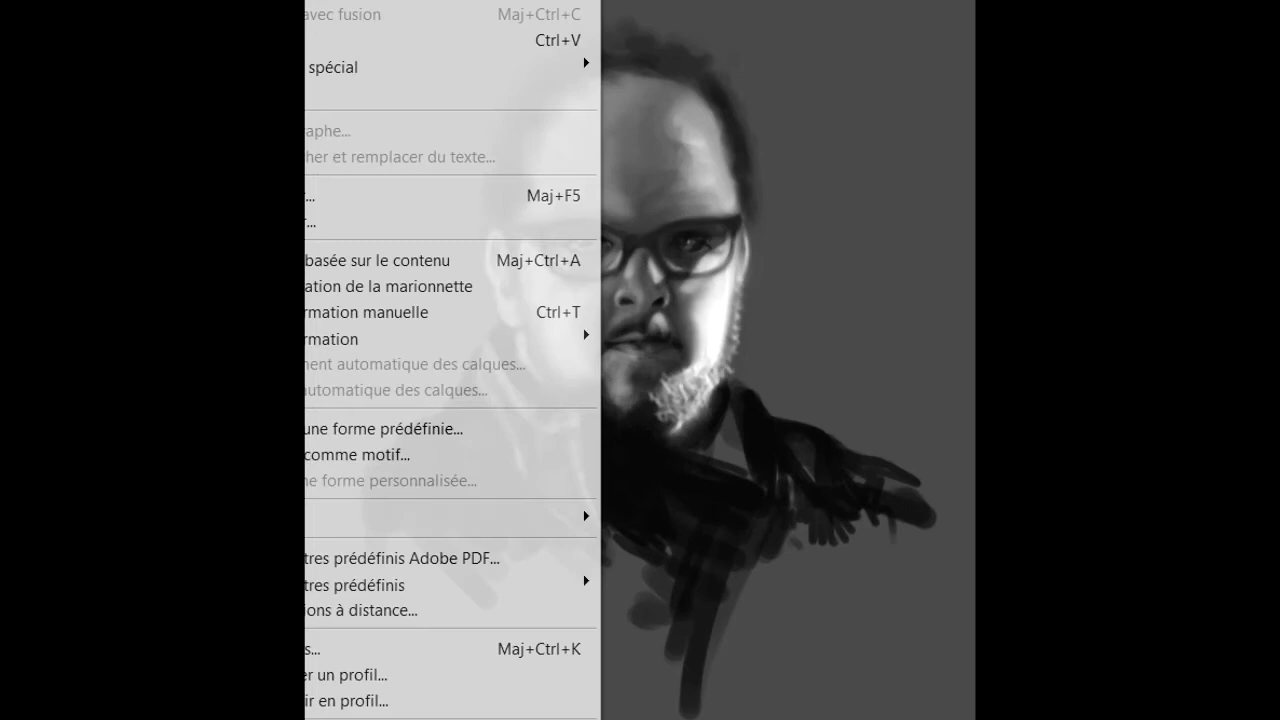 avec fusion Maj+Ctrl+C
Ctrl+V
spécial
aphe...
her et remplacer du texte...
... Maj+F5
r...
basée sur le contenu Maj+Ctrl+A
ation de la marionnette
rmation manuelle Ctrl+T
rmation
nent automatique des calques...
automatique des calques...
une forme prédéfinie...
comme motif...
ne forme personnalisée...
tres prédéfinis Adobe PDF...
tres prédéfinis
ions à distance...
s... Maj+Ctrl+K
er un profil...
ir en profil...